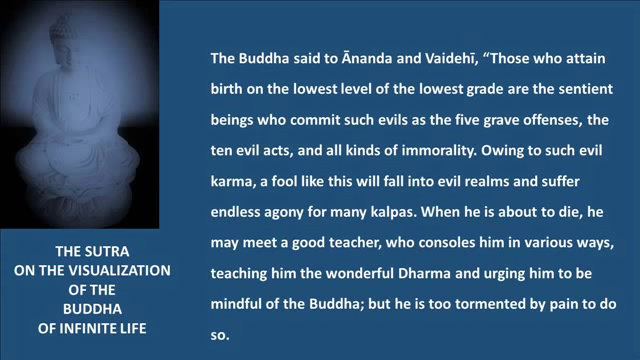 The Buddha said to Ānanda and Vaidehī, “Those who attain
birth on the lowest level of the lowest grade are the sentient
beings who commit such evils as the five grave offenses, the
ten evil acts, and all kinds of immorality. Owing to such evil
karma, a fool like this will fall into evil realms and suffer
endless agony for many kalpas. When he is about to die, he
may meet a good teacher, who consoles him in various ways,
teaching him the wonderful Dharma and urging him to be
mindful of the Buddha; but he is too tormented by pain to do
so.
THE SUTRA
ON THE VISUALIZATION
OF THE
BUDDHA
OF INFINITE LIFE